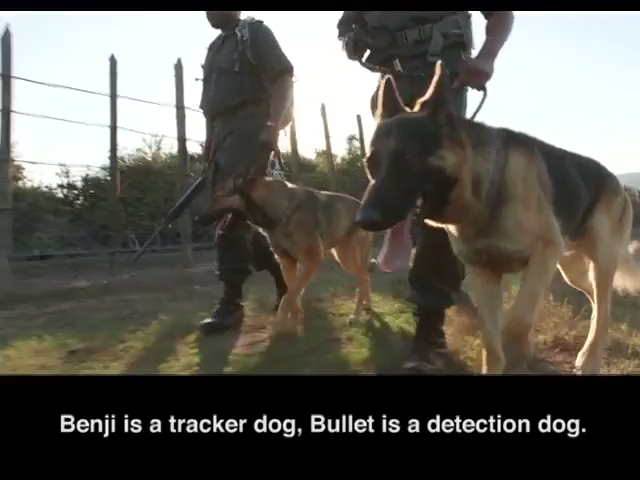 Benji is a tracker dog, Bullet is a detection dog.